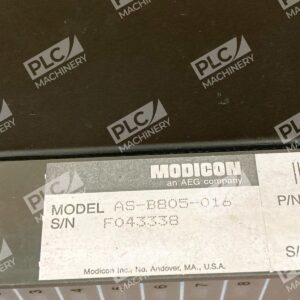 MODICON
an AEG company
MODEL AS-B805-016
S/N F043338
Modicon Inc., No. Andover, MA., U.S.A.
P/N
S/
PLC MACHINERY